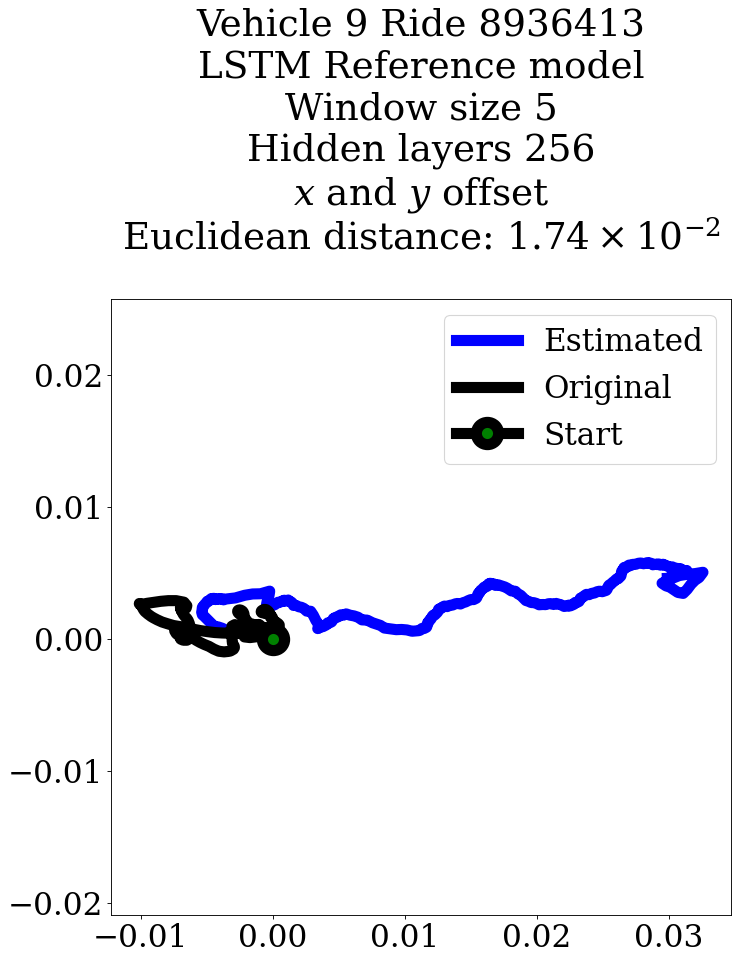 Vehicle 9 Ride 8936413
LSTM Reference model
Window size 5
Hidden layers 256
x and y offset
Euclidean distance: 1.74 × 10⁻²
Estimated
Original
Start
0.02
0.01
0.00
−0.01
−0.02
−0.01 0.00 0.01 0.02 0.03